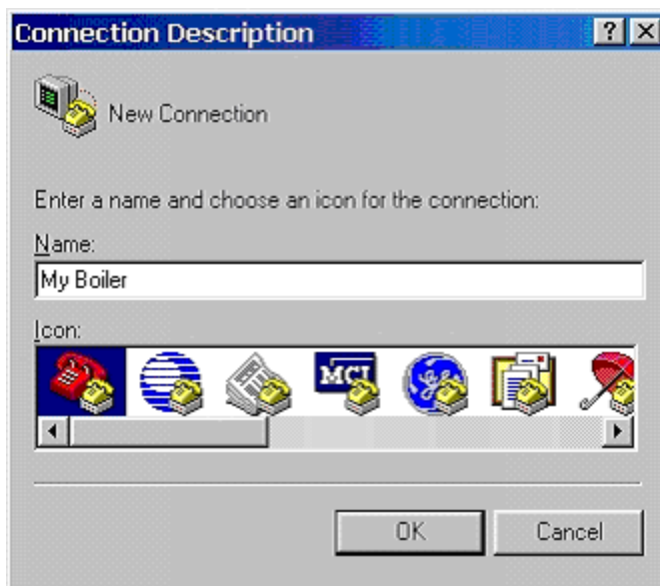 Connection Description
New Connection
Enter a name and choose an icon for the connection:
Name:
My Boiler
Icon:
MCI
OK
Cancel